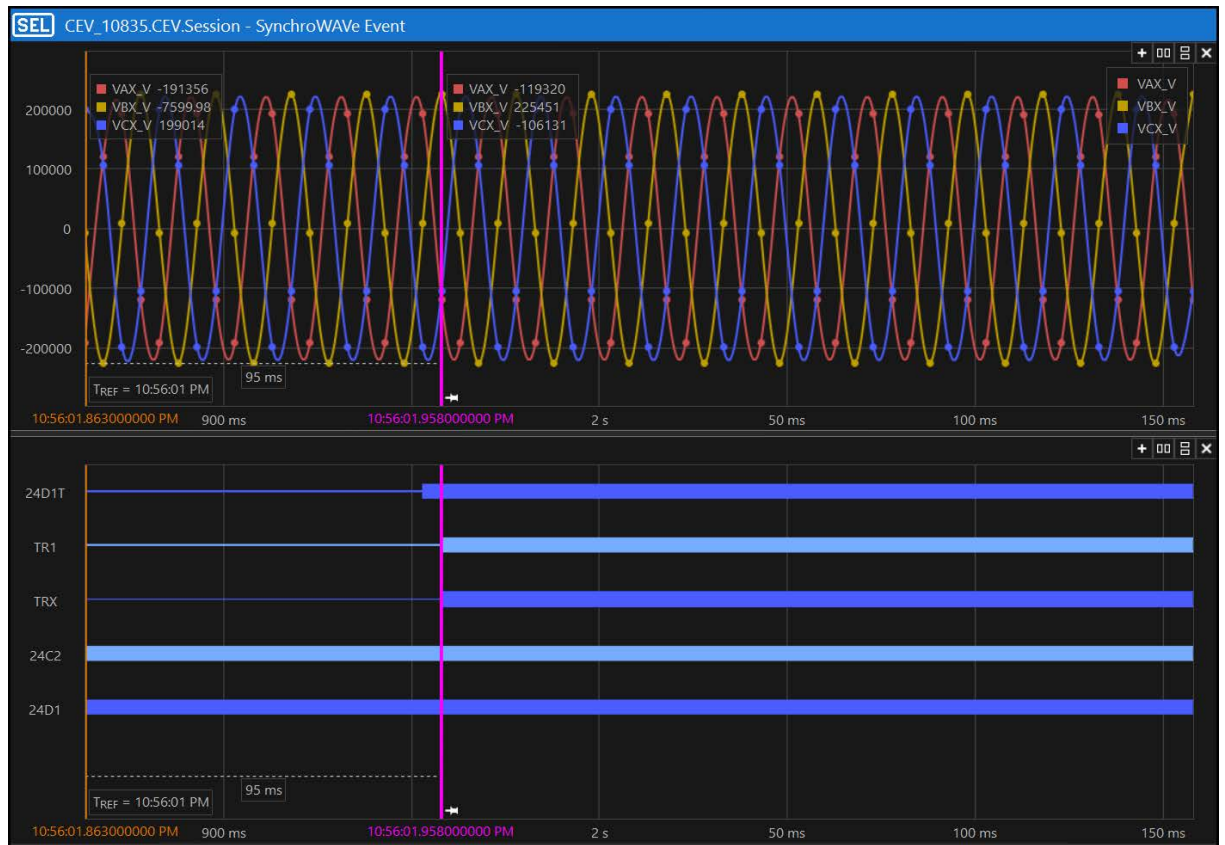 SEL CEV_10835.CEV.Session - SynchroWAVe Event
VAX_V -191356
VBX_V -7599.98
VCX_V 199014
VAX_V -119320
VBX_V 225451
VCX_V -106131
VAX_V
VBX_V
VCX_V
200000
100000
0
-100000
-200000
95 ms
TREF = 10:56:01 PM
10:56:01.863000000 PM 900 ms 10:56:01.958000000 PM 2 s 50 ms 100 ms 150 ms
24D1T
TR1
TRX
24C2
24D1
95 ms
TREF = 10:56:01 PM
10:56:01.863000000 PM 900 ms 10:56:01.958000000 PM 2 s 50 ms 100 ms 150 ms